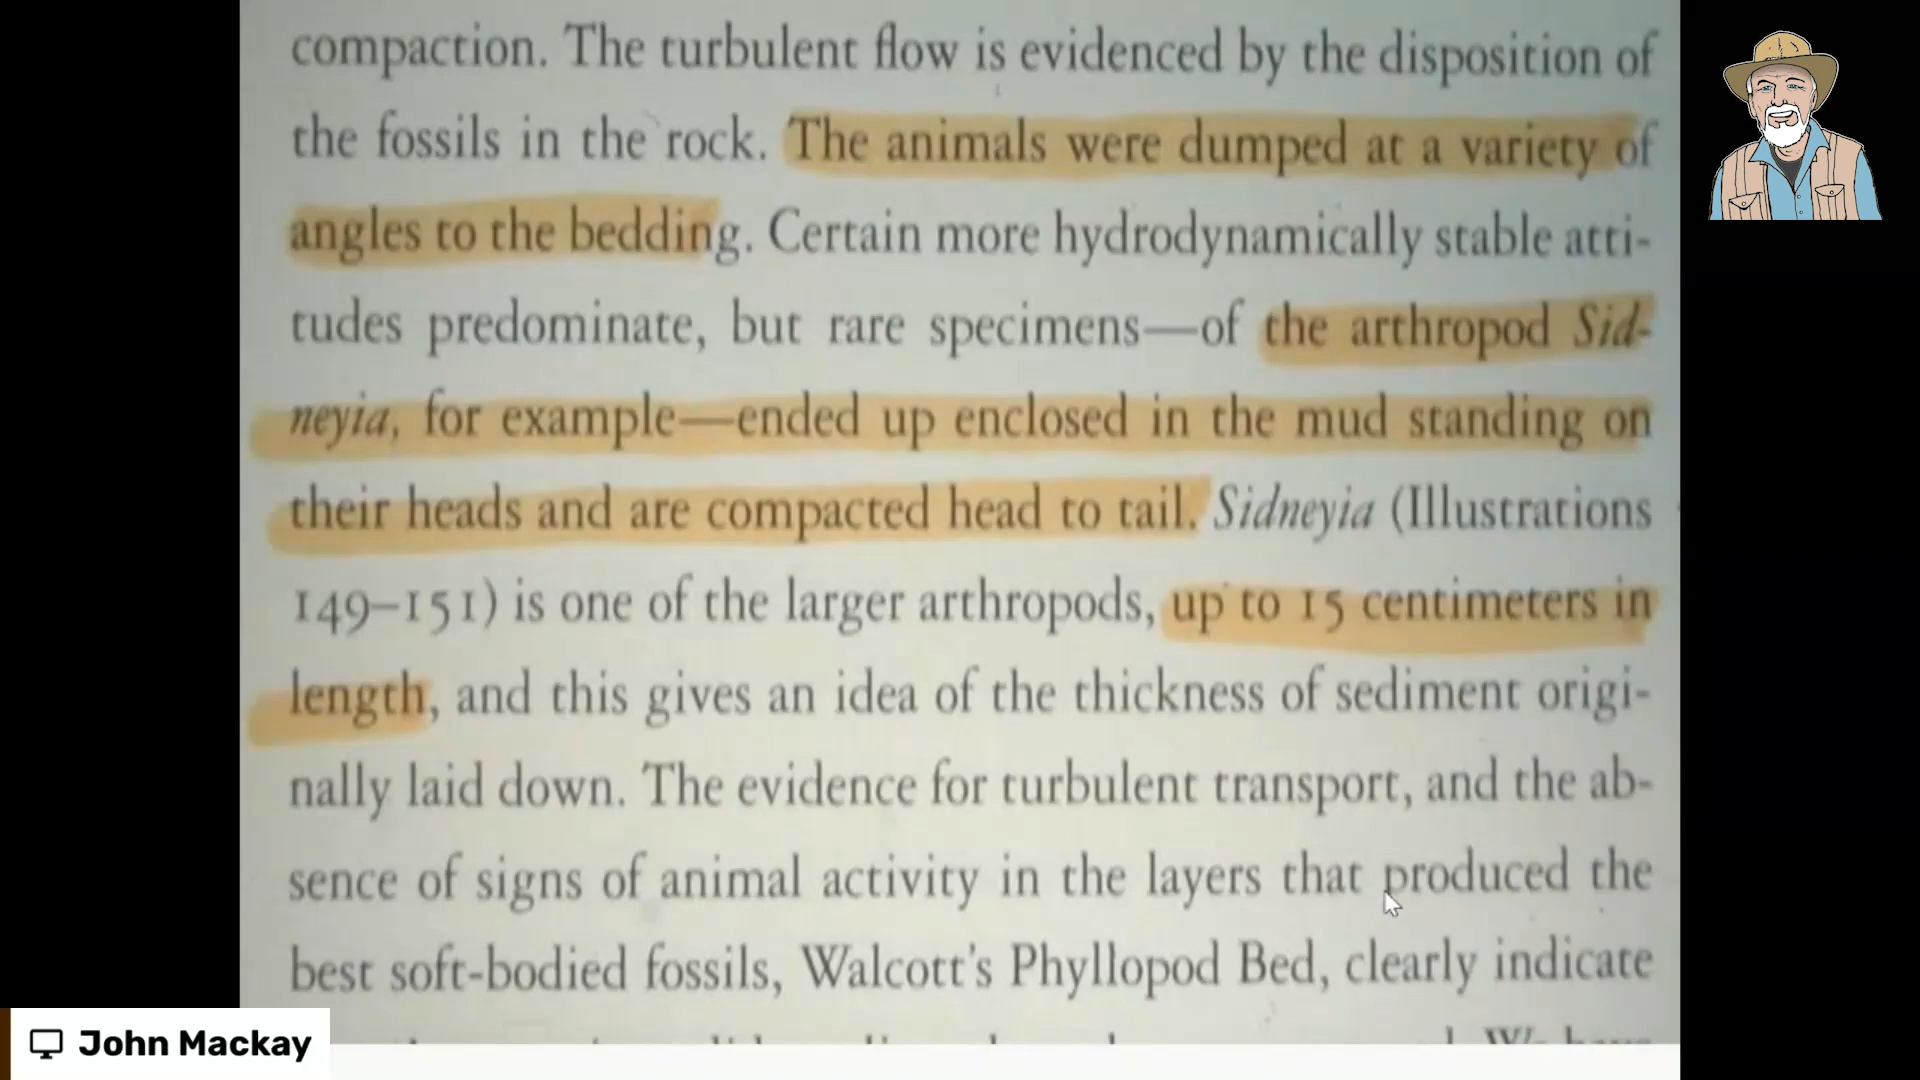 compaction. The turbulent flow is evidenced by the disposition of
the fossils in the rock. The animals were dumped at a variety of
angles to the bedding. Certain more hydrodynamically stable atti-
tudes predominate, but rare specimens—of the arthropod Sid-
neyia, for example—ended up enclosed in the mud standing on
their heads and are compacted head to tail. Sidneyia (Illustrations
149–151) is one of the larger arthropods, up to 15 centimeters in
length, and this gives an idea of the thickness of sediment origi-
nally laid down. The evidence for turbulent transport, and the ab-
sence of signs of animal activity in the layers that produced the
best soft-bodied fossils, Walcott's Phyllopod Bed, clearly indicate
John Mackay